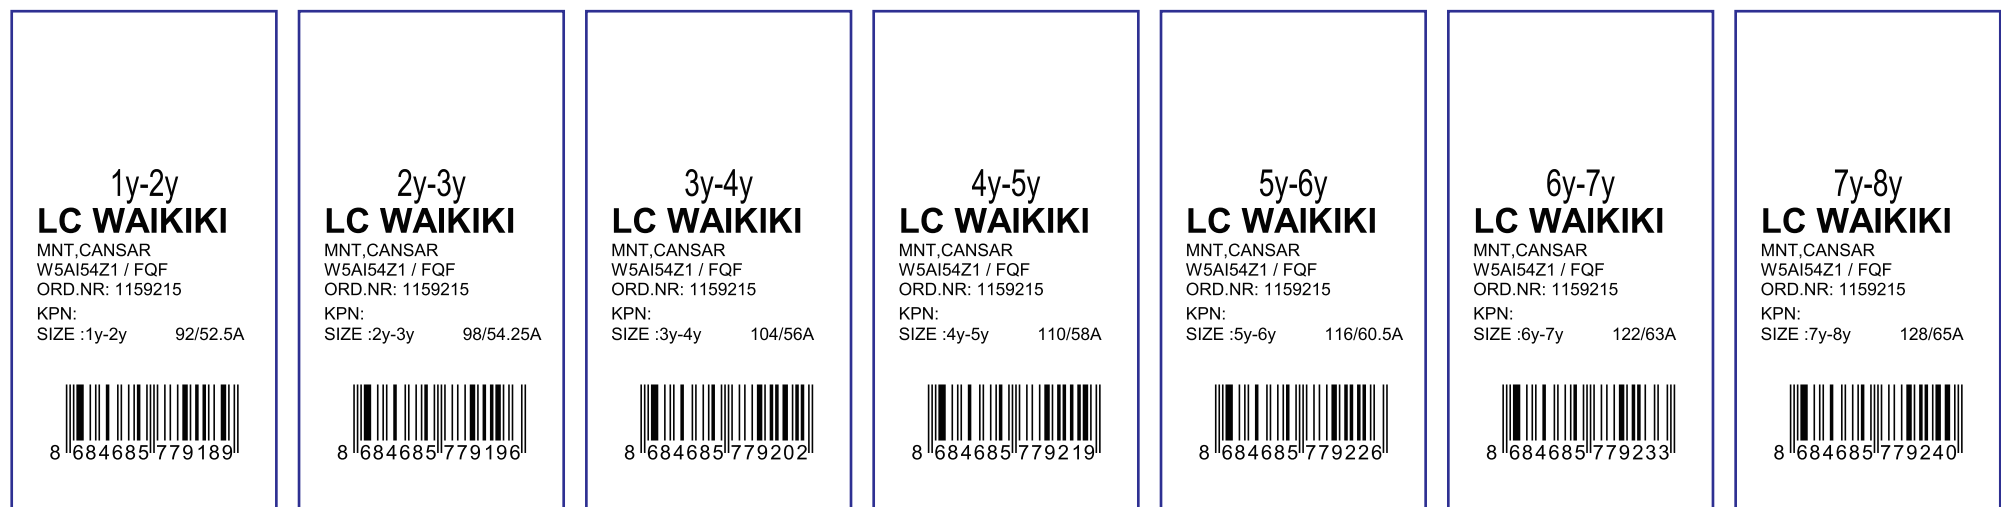 1y-2y
LC WAIKIKI
MNT,CANSAR
W5AI54Z1 / FQF
ORD.NR: 1159215
KPN:
SIZE :1y-2y 92/52.5A
8 684685 779189
2y-3y
LC WAIKIKI
MNT,CANSAR
W5AI54Z1 / FQF
ORD.NR: 1159215
KPN:
SIZE :2y-3y 98/54.25A
8 684685 779196
3y-4y
LC WAIKIKI
MNT,CANSAR
W5AI54Z1 / FQF
ORD.NR: 1159215
KPN:
SIZE :3y-4y 104/56A
8 684685 779202
4y-5y
LC WAIKIKI
MNT,CANSAR
W5AI54Z1 / FQF
ORD.NR: 1159215
KPN:
SIZE :4y-5y 110/58A
8 684685 779219
5y-6y
LC WAIKIKI
MNT,CANSAR
W5AI54Z1 / FQF
ORD.NR: 1159215
KPN:
SIZE :5y-6y 116/60.5A
8 684685 779226
6y-7y
LC WAIKIKI
MNT,CANSAR
W5AI54Z1 / FQF
ORD.NR: 1159215
KPN:
SIZE :6y-7y 122/63A
8 684685 779233
7y-8y
LC WAIKIKI
MNT,CANSAR
W5AI54Z1 / FQF
ORD.NR: 1159215
KPN:
SIZE :7y-8y 128/65A
8 684685 779240